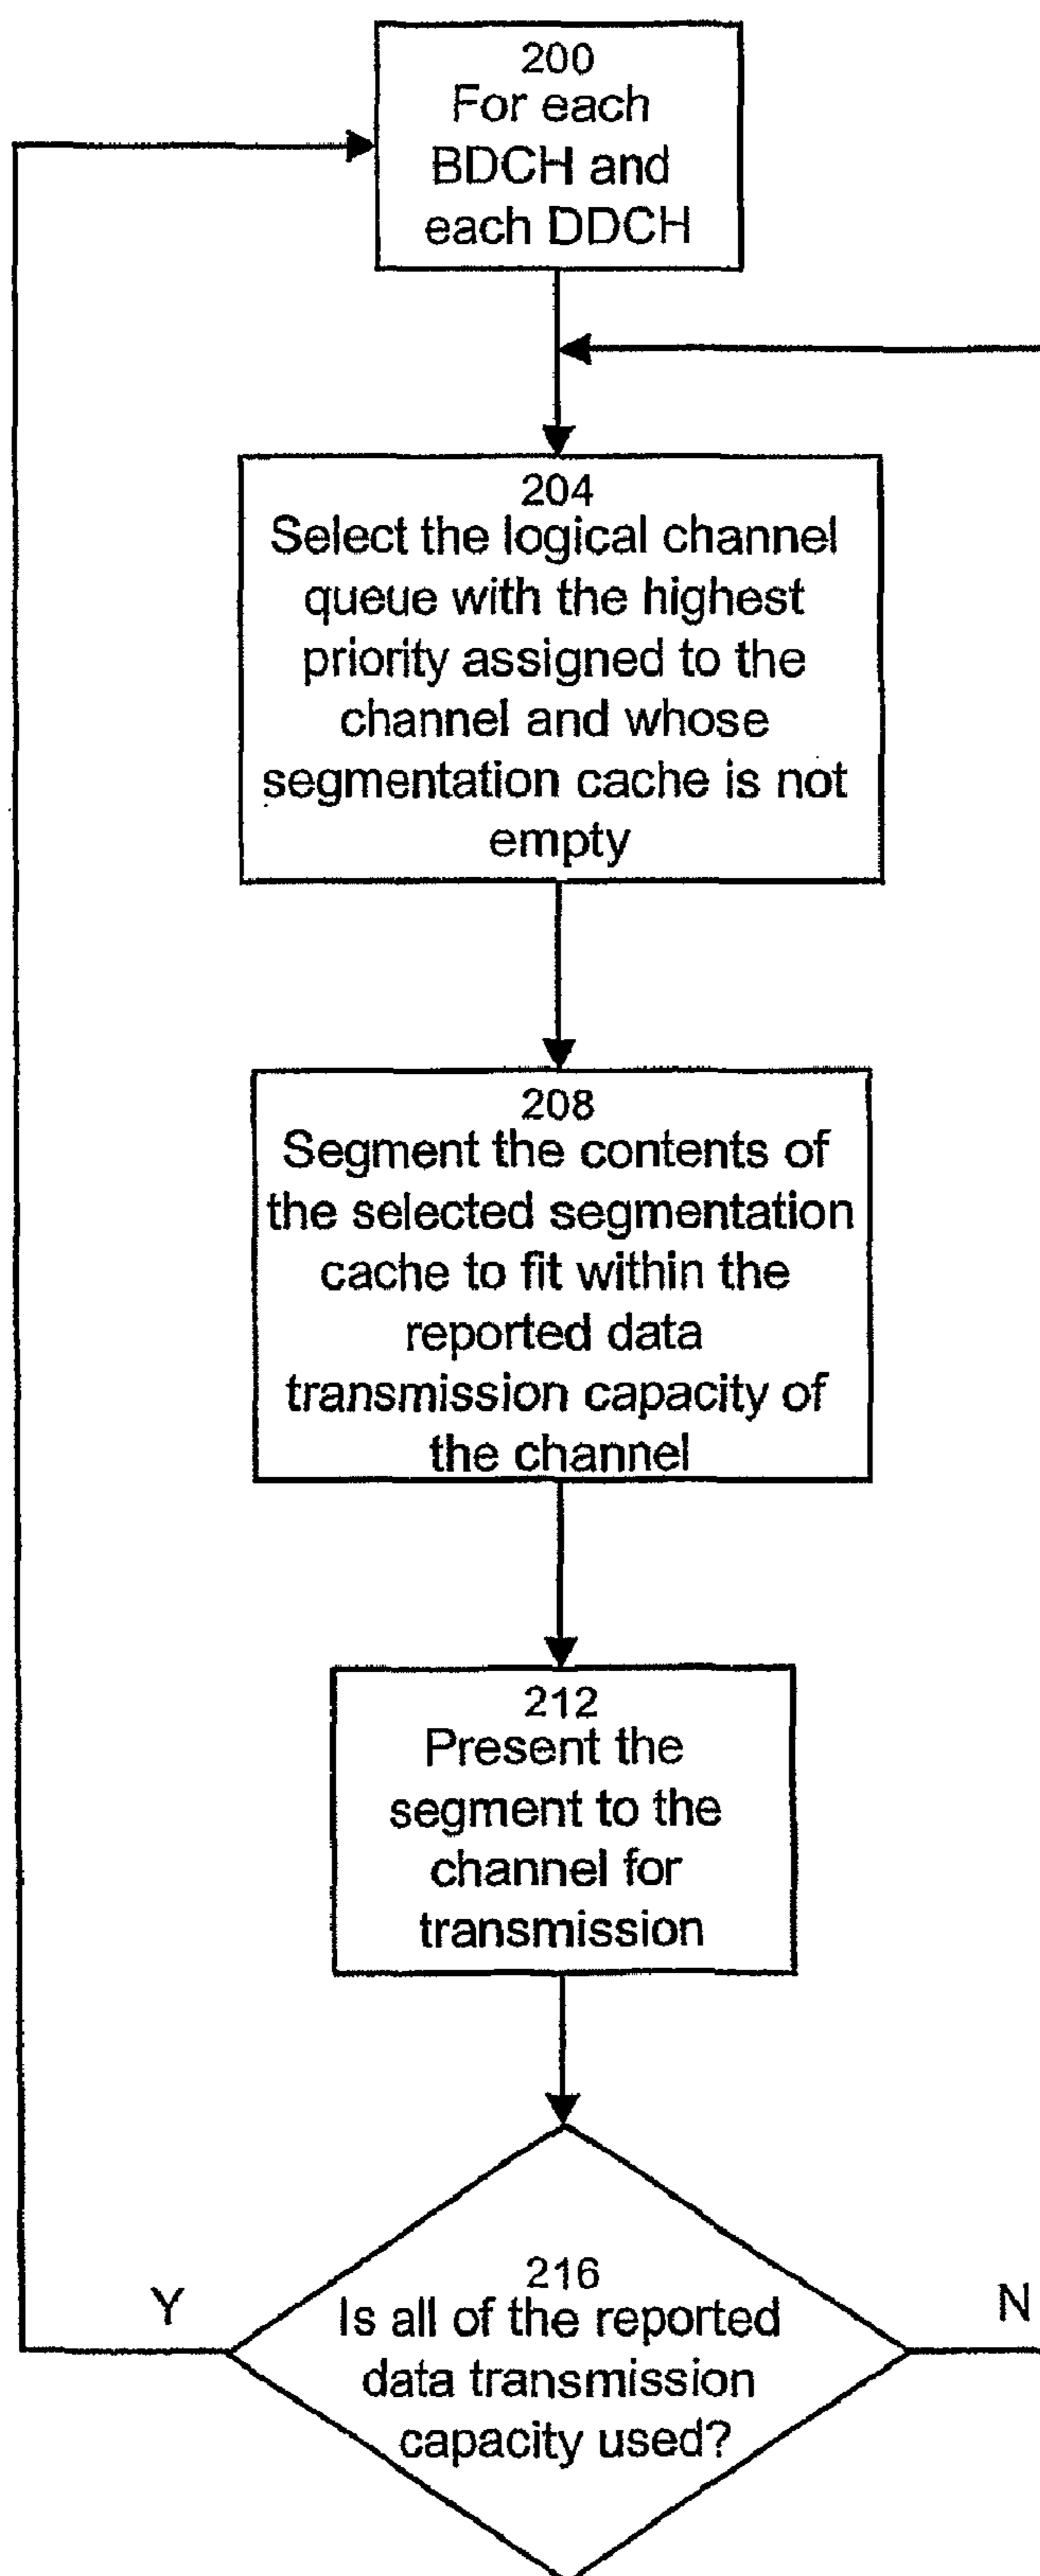 200
For each
BDCH and
each DDCH
204
Select the logical channel
queue with the highest
priority assigned to the
channel and whose
segmentation cache is not
empty
208
Segment the contents of
the selected segmentation
cache to fit within the
reported data
transmission capacity of
the channel
212
Present the
segment to the
channel for
transmission
216
Is all of the reported
data transmission
capacity used?
Y
N